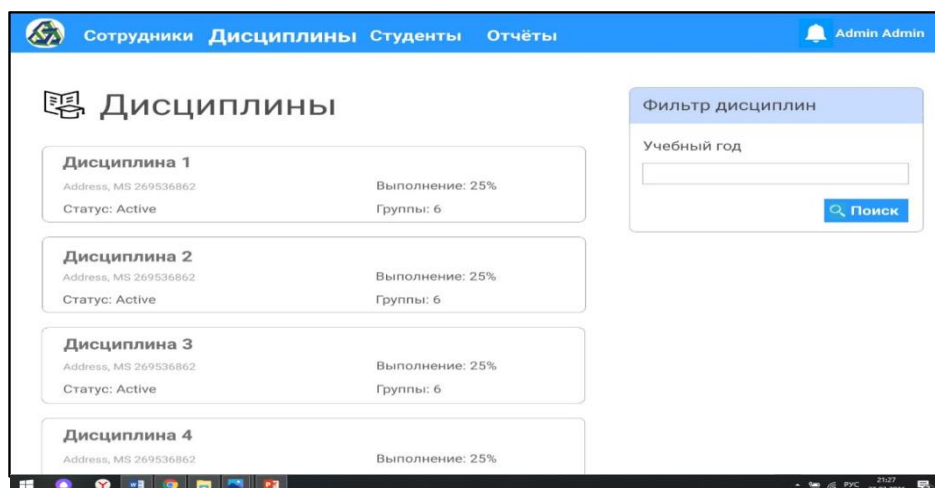 Сотрудники Дисциплины Студенты Отчёты Admin Admin
Дисциплины
Дисциплина 1
Address, MS 269536862 Выполнение: 25%
Статус: Active Группы: 6
Дисциплина 2
Address, MS 269536862 Выполнение: 25%
Статус: Active Группы: 6
Дисциплина 3
Address, MS 269536862 Выполнение: 25%
Статус: Active Группы: 6
Дисциплина 4
Address, MS 269536862 Выполнение: 25%
Фильтр дисциплин
Учебный год
Поиск
РУС 21:27